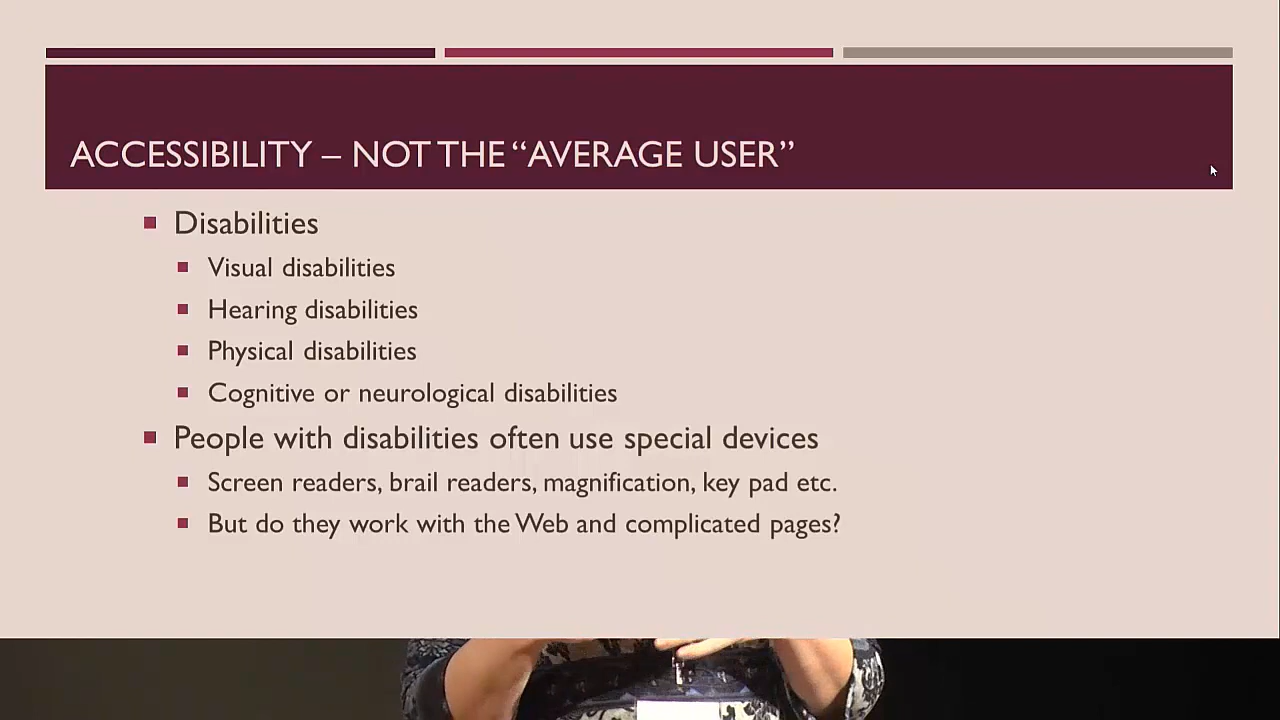 ACCESSIBILITY – NOT THE “AVERAGE USER”
Disabilities
Visual disabilities
Hearing disabilities
Physical disabilities
Cognitive or neurological disabilities
People with disabilities often use special devices
Screen readers, brail readers, magnification, key pad etc.
But do they work with the Web and complicated pages?